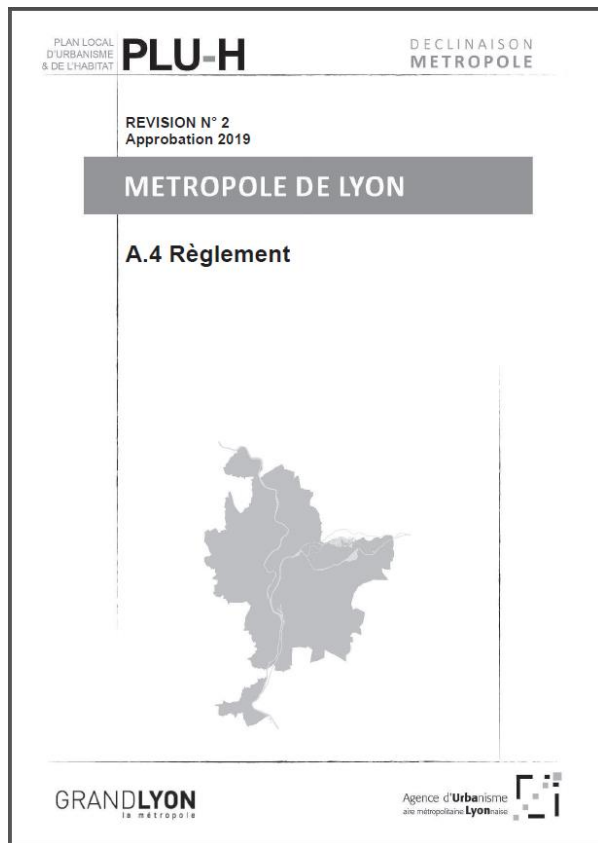 PLAN LOCAL
D'URBANISME
& DE L'HABITAT
PLU-H
DECLINAISON
METROPOLE
REVISION N° 2
Approbation 2019
METROPOLE DE LYON
A.4 Règlement
GRANDLYON
la métropole
Agence d'Urbanisme
aire métropolitaine Lyonnaise